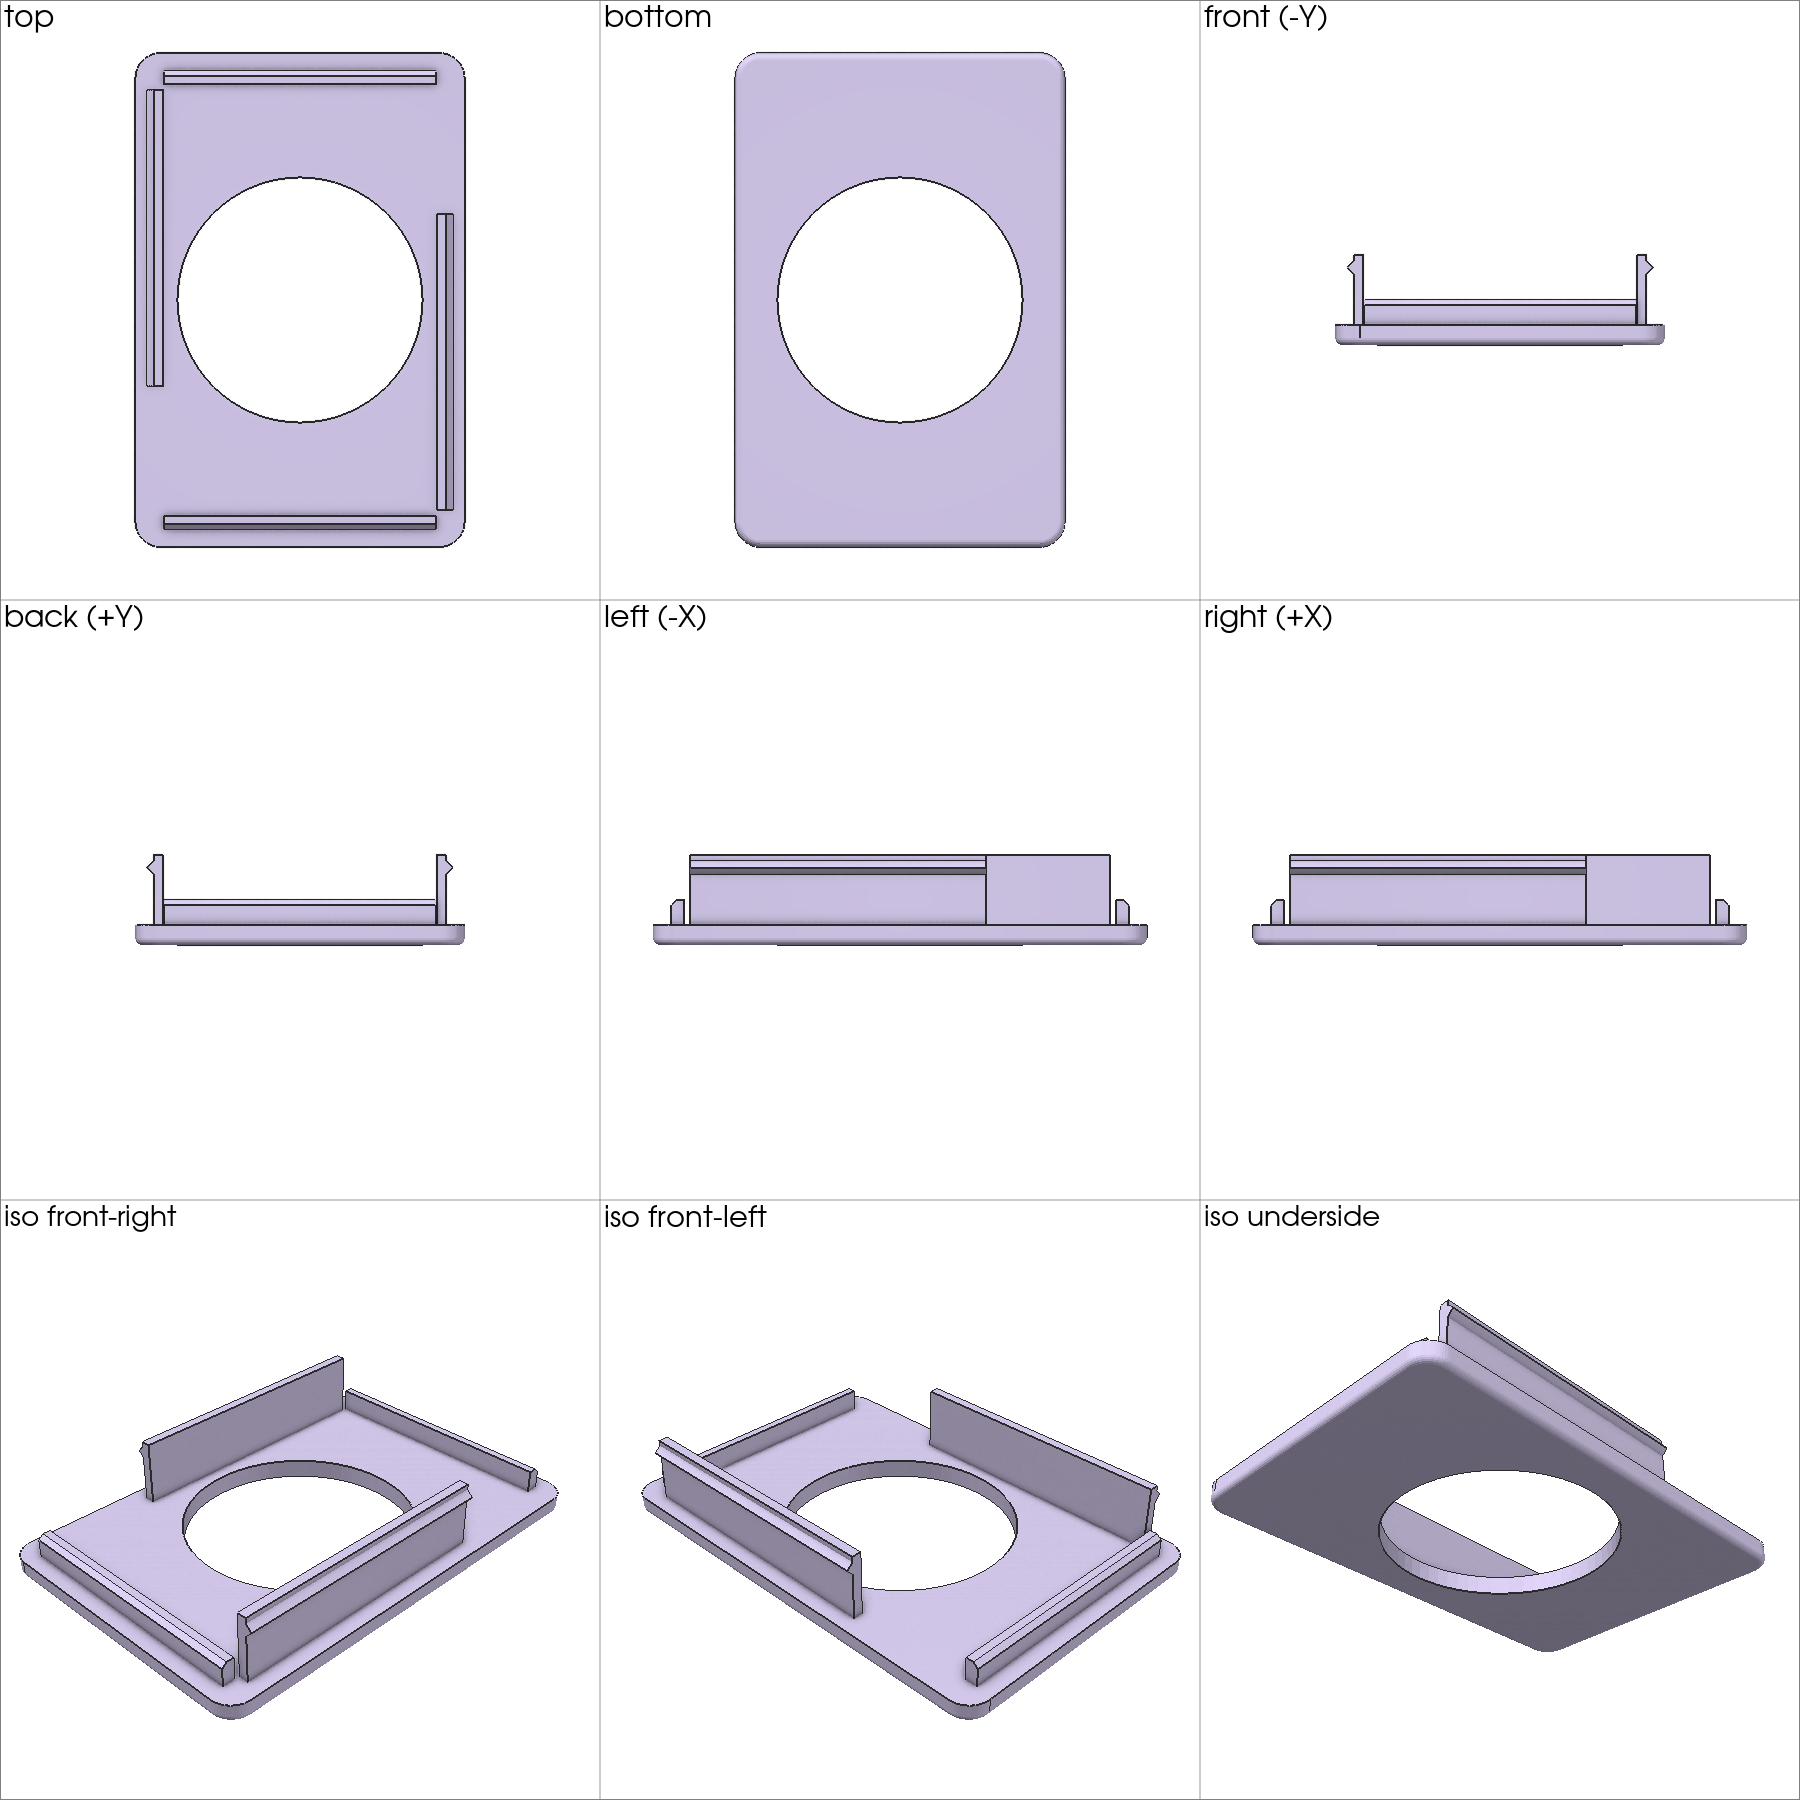 top
bottom
front (-Y)
back (+Y)
left (-X)
right (+X)
iso front-right
iso front-left
iso underside